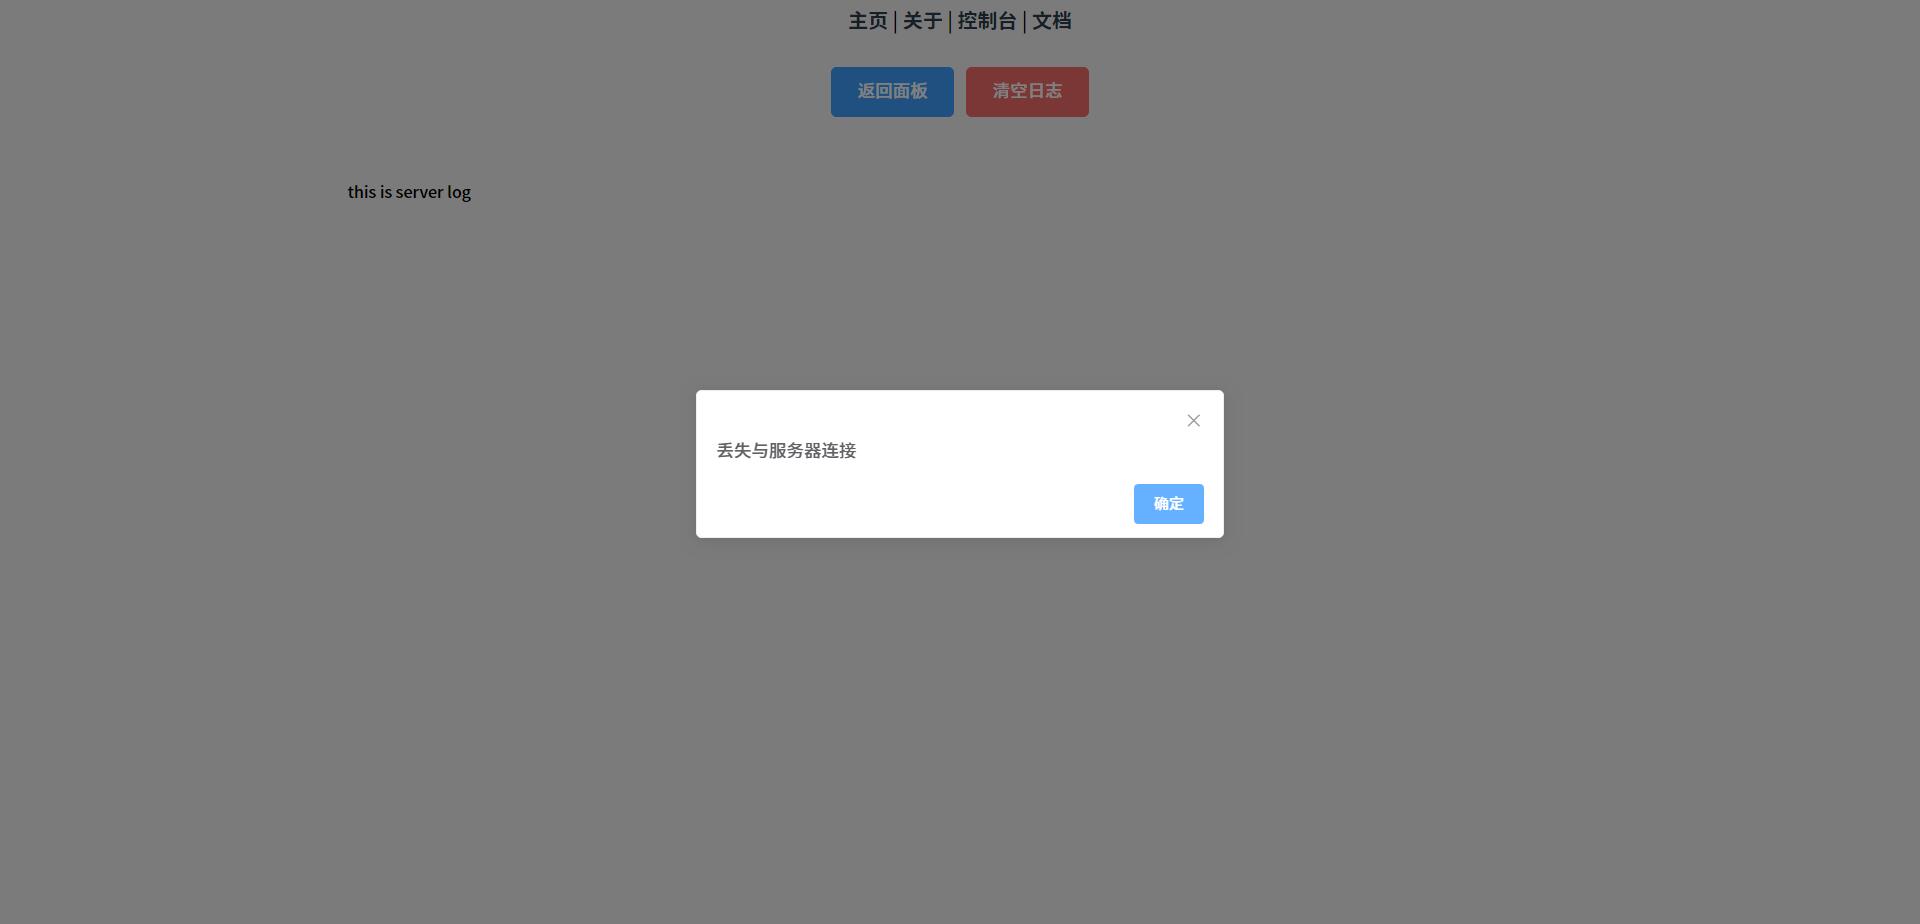 主页 | 关于 | 控制台 | 文档
返回面板 清空日志
this is server log
丢失与服务器连接
确定